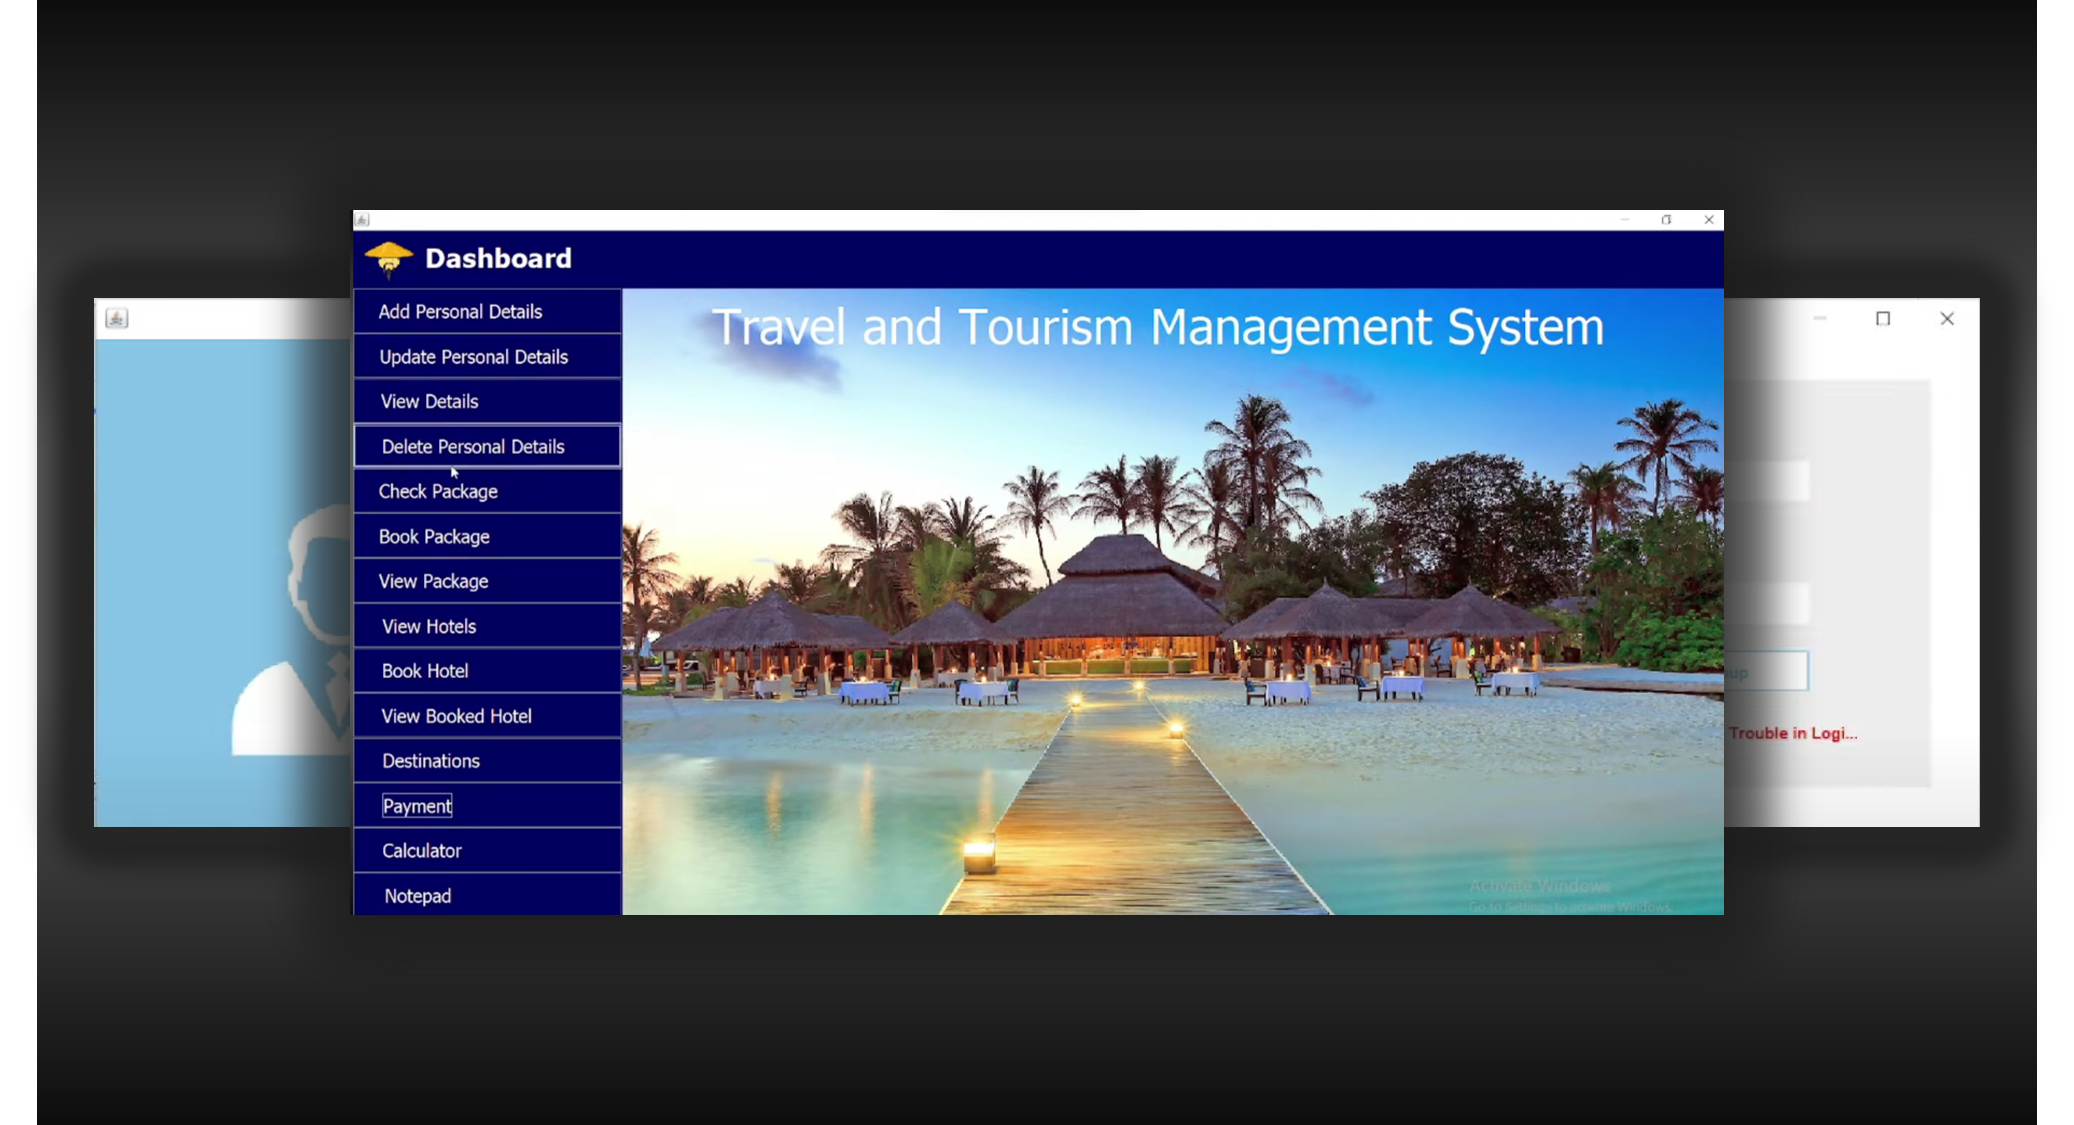 Dashboard
Add Personal Details
Update Personal Details
View Details
Delete Personal Details
Check Package
Book Package
View Package
View Hotels
Book Hotel
View Booked Hotel
Destinations
Payment
Calculator
Notepad
Travel and Tourism Management System
Activate Windows
Go to Settings to activate Windows.
up
Trouble in Logi...